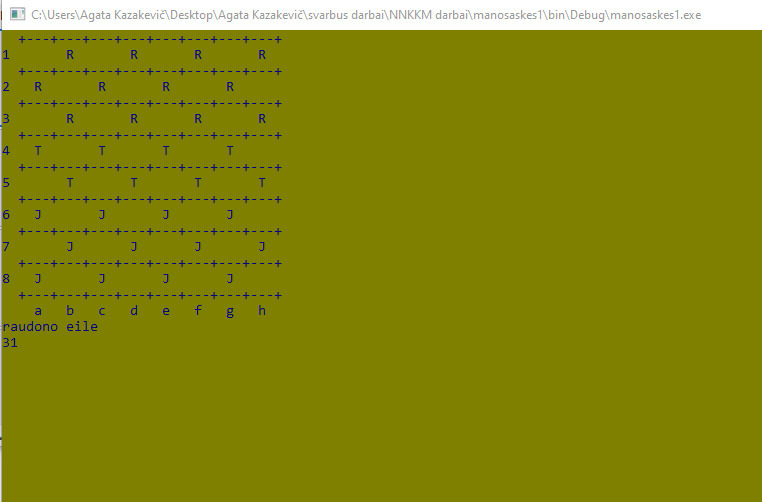 C:\Users\Agata Kazakevič\Desktop\Agata Kazakevič\svarbus darbai\NNKKM darbai\manosaskes1\bin\Debug\manosaskes1.exe
  +---+---+---+---+---+---+---+---+
1       R       R       R       R
  +---+---+---+---+---+---+---+---+
2   R       R       R       R
  +---+---+---+---+---+---+---+---+
3       R       R       R       R
  +---+---+---+---+---+---+---+---+
4   T       T       T       T
  +---+---+---+---+---+---+---+---+
5       T       T       T       T
  +---+---+---+---+---+---+---+---+
6   J       J       J       J
  +---+---+---+---+---+---+---+---+
7       J       J       J       J
  +---+---+---+---+---+---+---+---+
8   J       J       J       J
  +---+---+---+---+---+---+---+---+
    a   b   c   d   e   f   g   h
raudono eile
31